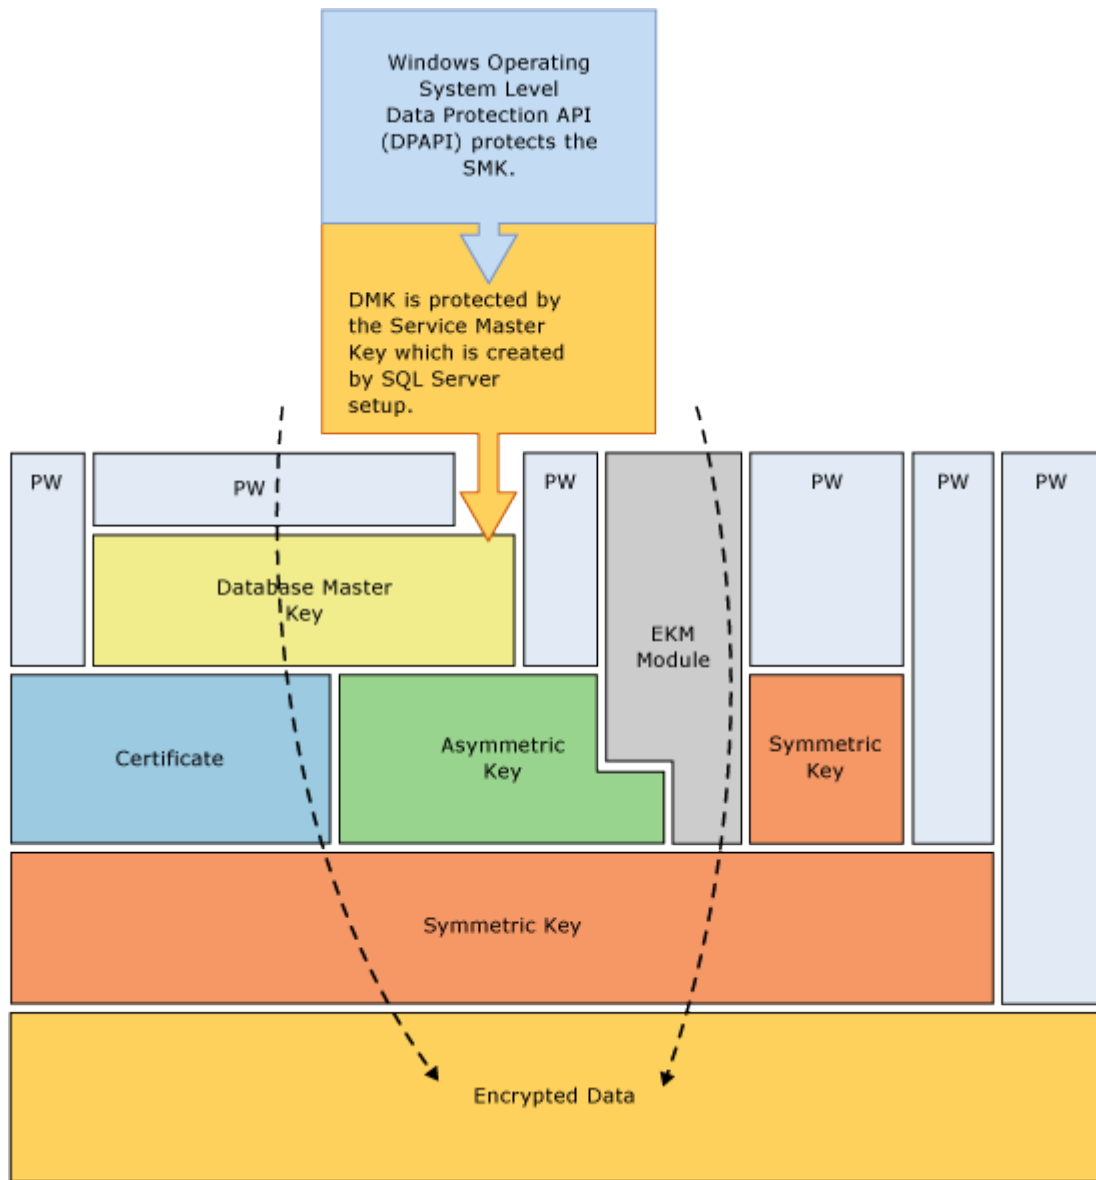 Windows Operating
System Level
Data Protection API
(DPAPI) protects the
SMK.
DMK is protected by
the Service Master
Key which is created
by SQL Server
setup.
PW
PW
PW
PW
PW
PW
Database Master
Key
EKM
Module
Certificate
Asymmetric
Key
Symmetric
Key
Symmetric Key
Encrypted Data